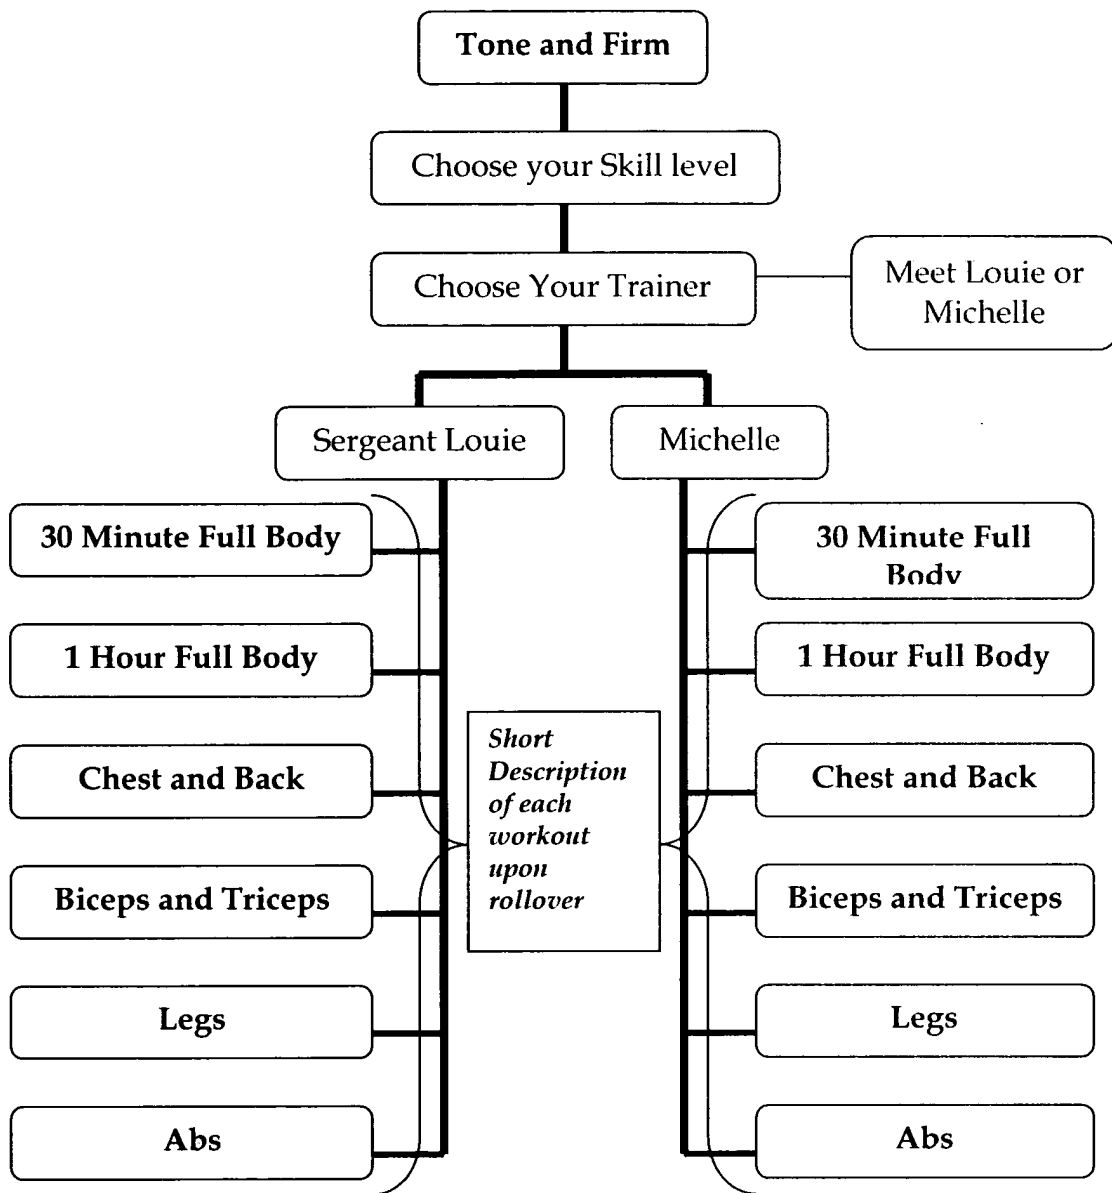 Tone and Firm
Choose your Skill level
Choose Your Trainer
Meet Louie or
Michelle
Sergeant Louie
Michelle
30 Minute Full Body
30 Minute Full
Body
1 Hour Full Body
1 Hour Full Body
Short
Description
of each
workout
upon
rollover
Chest and Back
Chest and Back
Biceps and Triceps
Biceps and Triceps
Legs
Legs
Abs
Abs